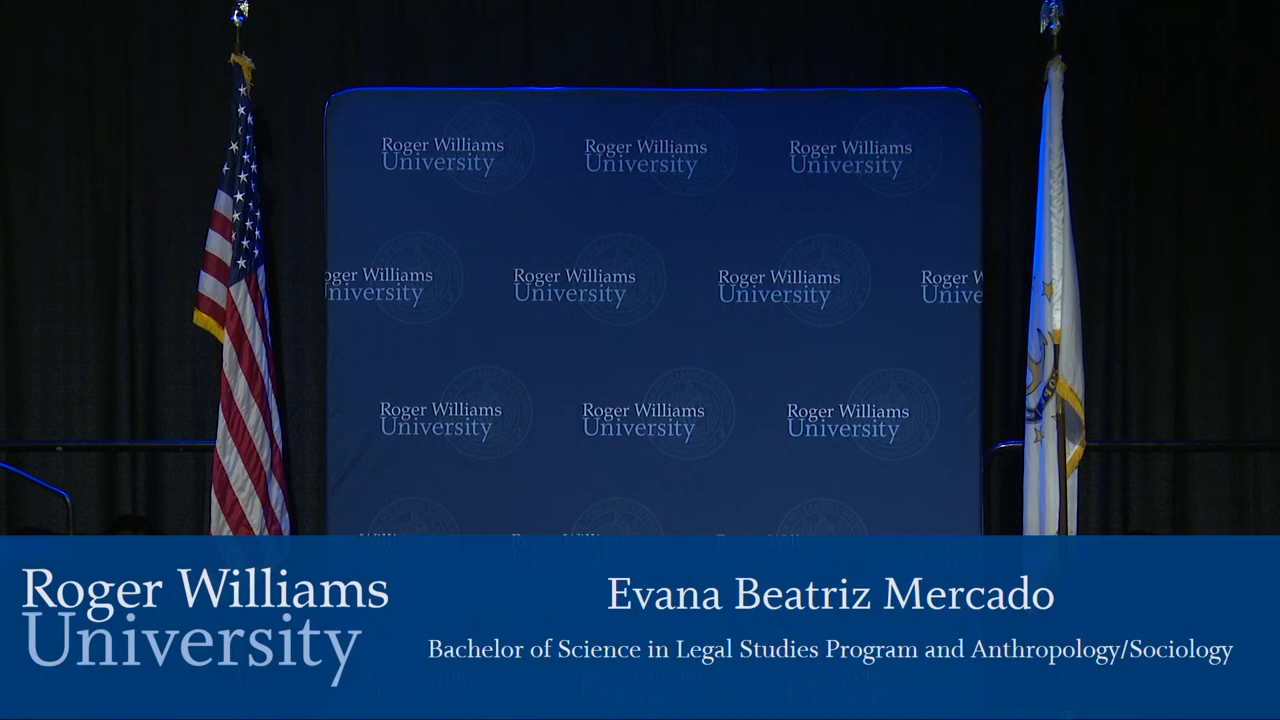 Roger Williams
University
Roger Williams
University
Roger Williams
University
Roger Williams
University
Roger Williams
University
Roger Williams
University
Roger Williams
University
Roger Williams
University
Roger Williams
University
Evana Beatriz Mercado
Bachelor of Science in Legal Studies Program and Anthropology/Sociology